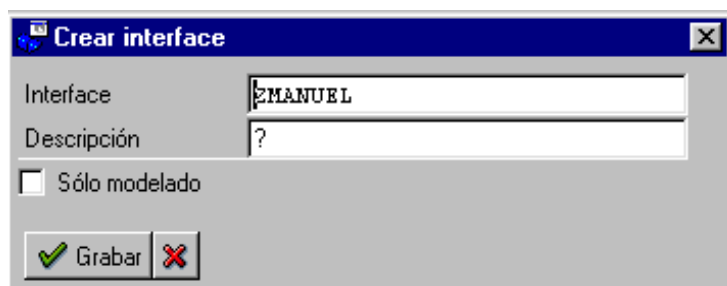 Crear interface
Interface ZMANUEL
Descripción ?
Sólo modelado
Grabar